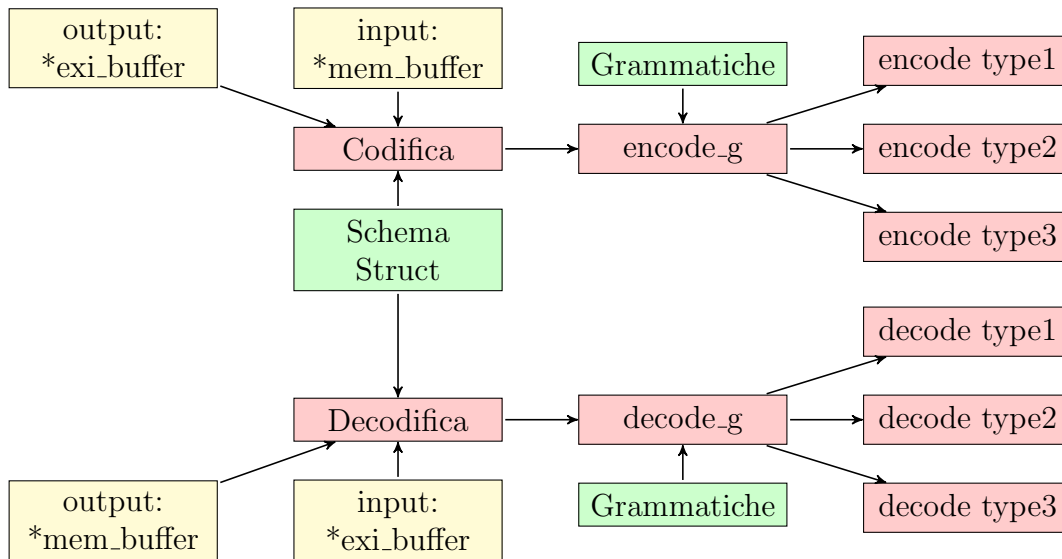 output:
*exi_buffer
input:
*mem_buffer
Grammatiche
encode type1
Codifica
encode_g
encode type2
Schema
Struct
encode type3
decode type1
Decodifica
decode_g
decode type2
output:
*mem_buffer
input:
*exi_buffer
Grammatiche
decode type3